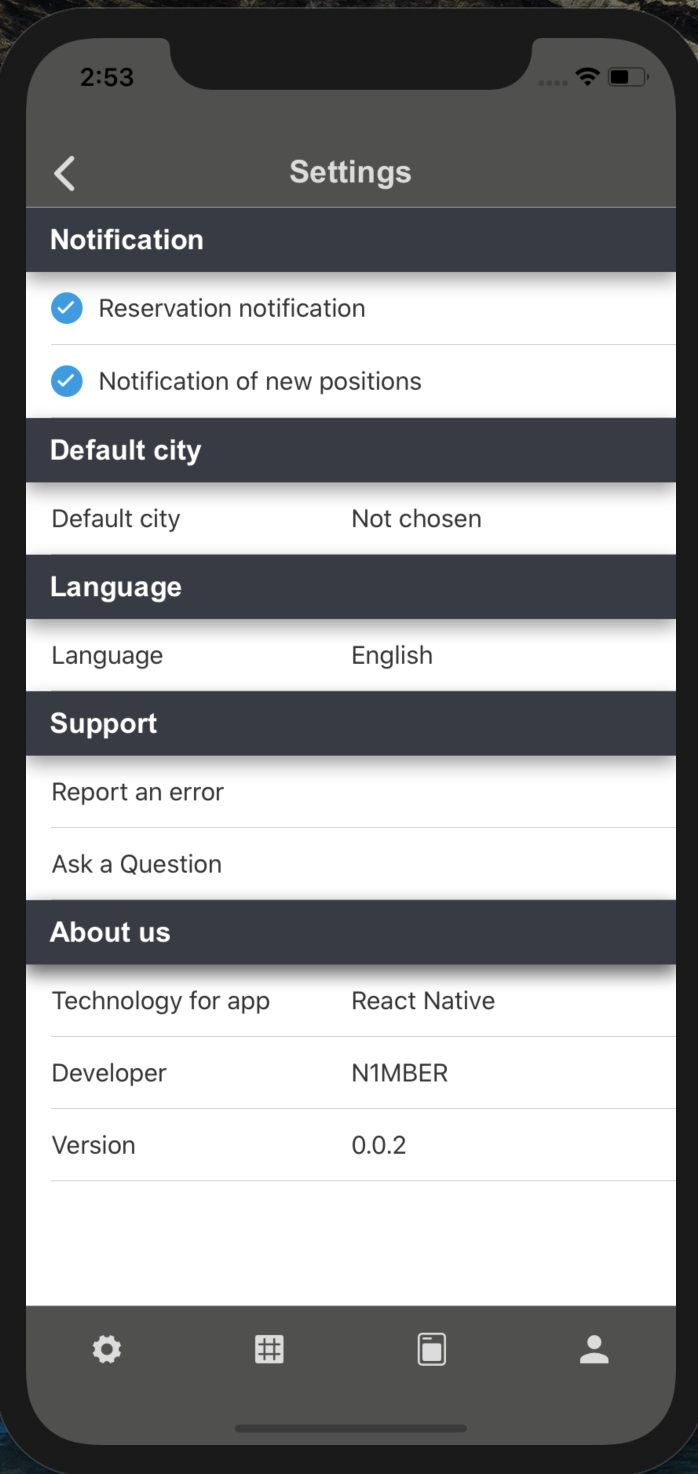 2:53
Settings
Notification
Reservation notification
Notification of new positions
Default city
Default city Not chosen
Language
Language English
Support
Report an error
Ask a Question
About us
Technology for app React Native
Developer N1MBER
Version 0.0.2